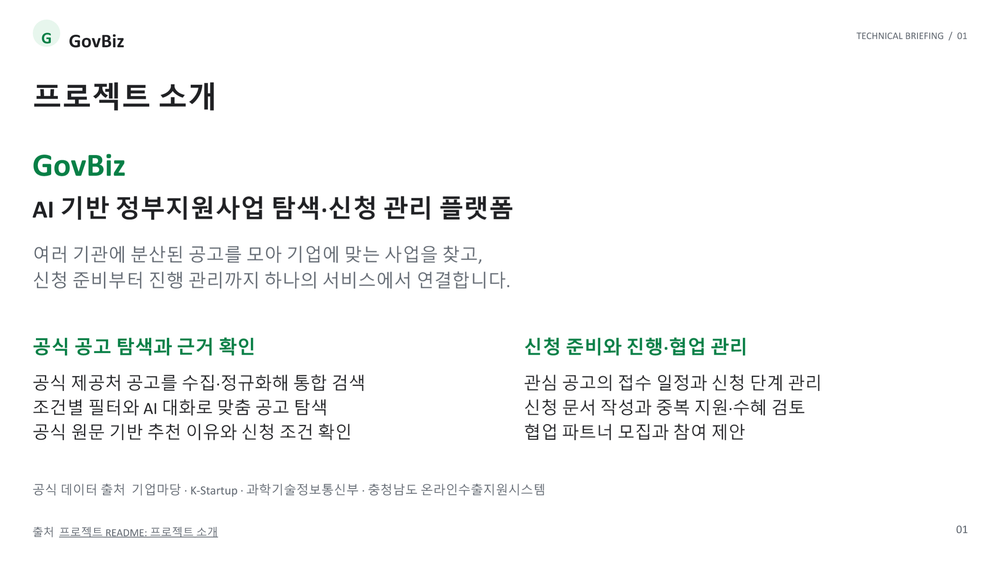 G
GovBiz
TECHNICAL BRIEFING / 01
프로젝트 소개
GovBiz
AI 기반 정부지원사업 탐색·신청 관리 플랫폼
여러 기관에 분산된 공고를 모아 기업에 맞는 사업을 찾고,
신청 준비부터 진행 관리까지 하나의 서비스에서 연결합니다.
공식 공고 탐색과 근거 확인
공식 제공처 공고를 수집·정규화해 통합 검색
조건별 필터와 AI 대화로 맞춤 공고 탐색
공식 원문 기반 추천 이유와 신청 조건 확인
신청 준비와 진행·협업 관리
관심 공고의 접수 일정과 신청 단계 관리
신청 문서 작성과 중복 지원·수혜 검토
협업 파트너 모집과 참여 제안
공식 데이터 출처 기업마당 · K-Startup · 과학기술정보통신부 · 충청남도 온라인수출지원시스템
출처 프로젝트 README: 프로젝트 소개
01